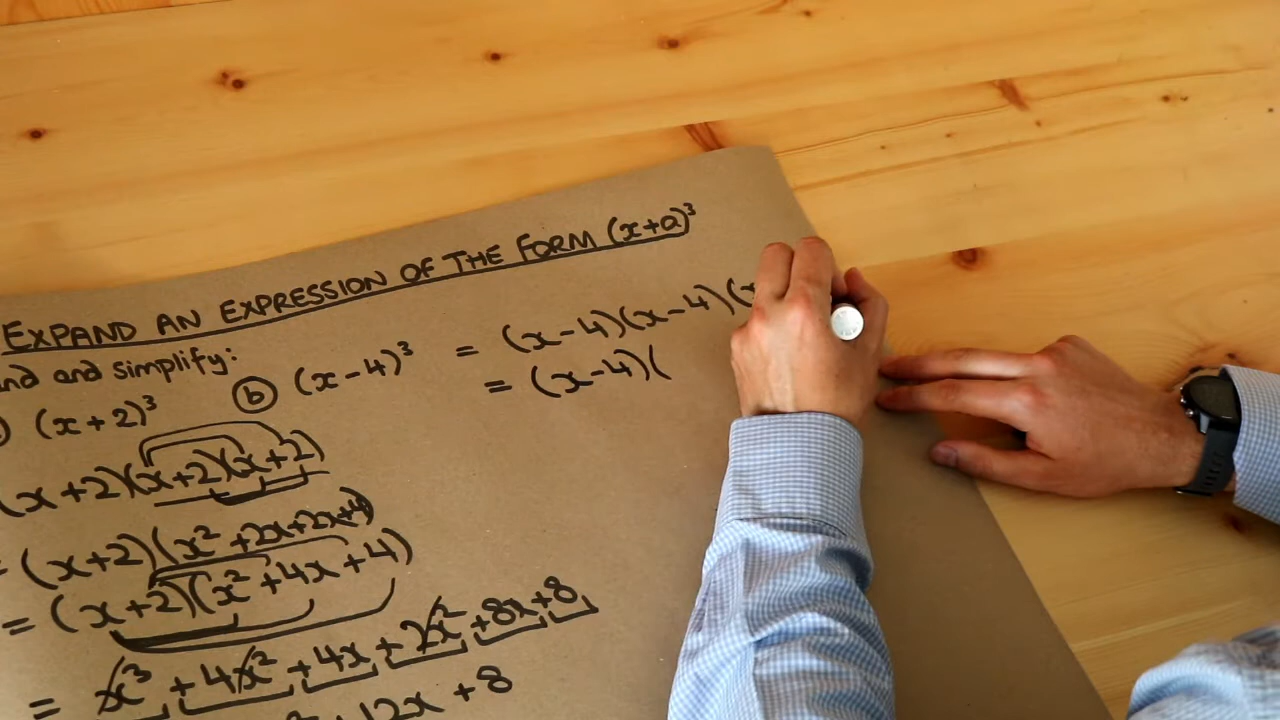 EXPAND AN EXPRESSION OF THE FORM (x+a)³
and simplify:
(x+2)³
(x+2)(x+2)(x+2)
= (x+2)(x²+2x+2x+4)
= (x+2)(x²+4x+4)
= x³ +4x² +4x +2x² +8x +8
+12x +8
b (x-4)³ = (x-4)(x-4)(x
= (x-4)(